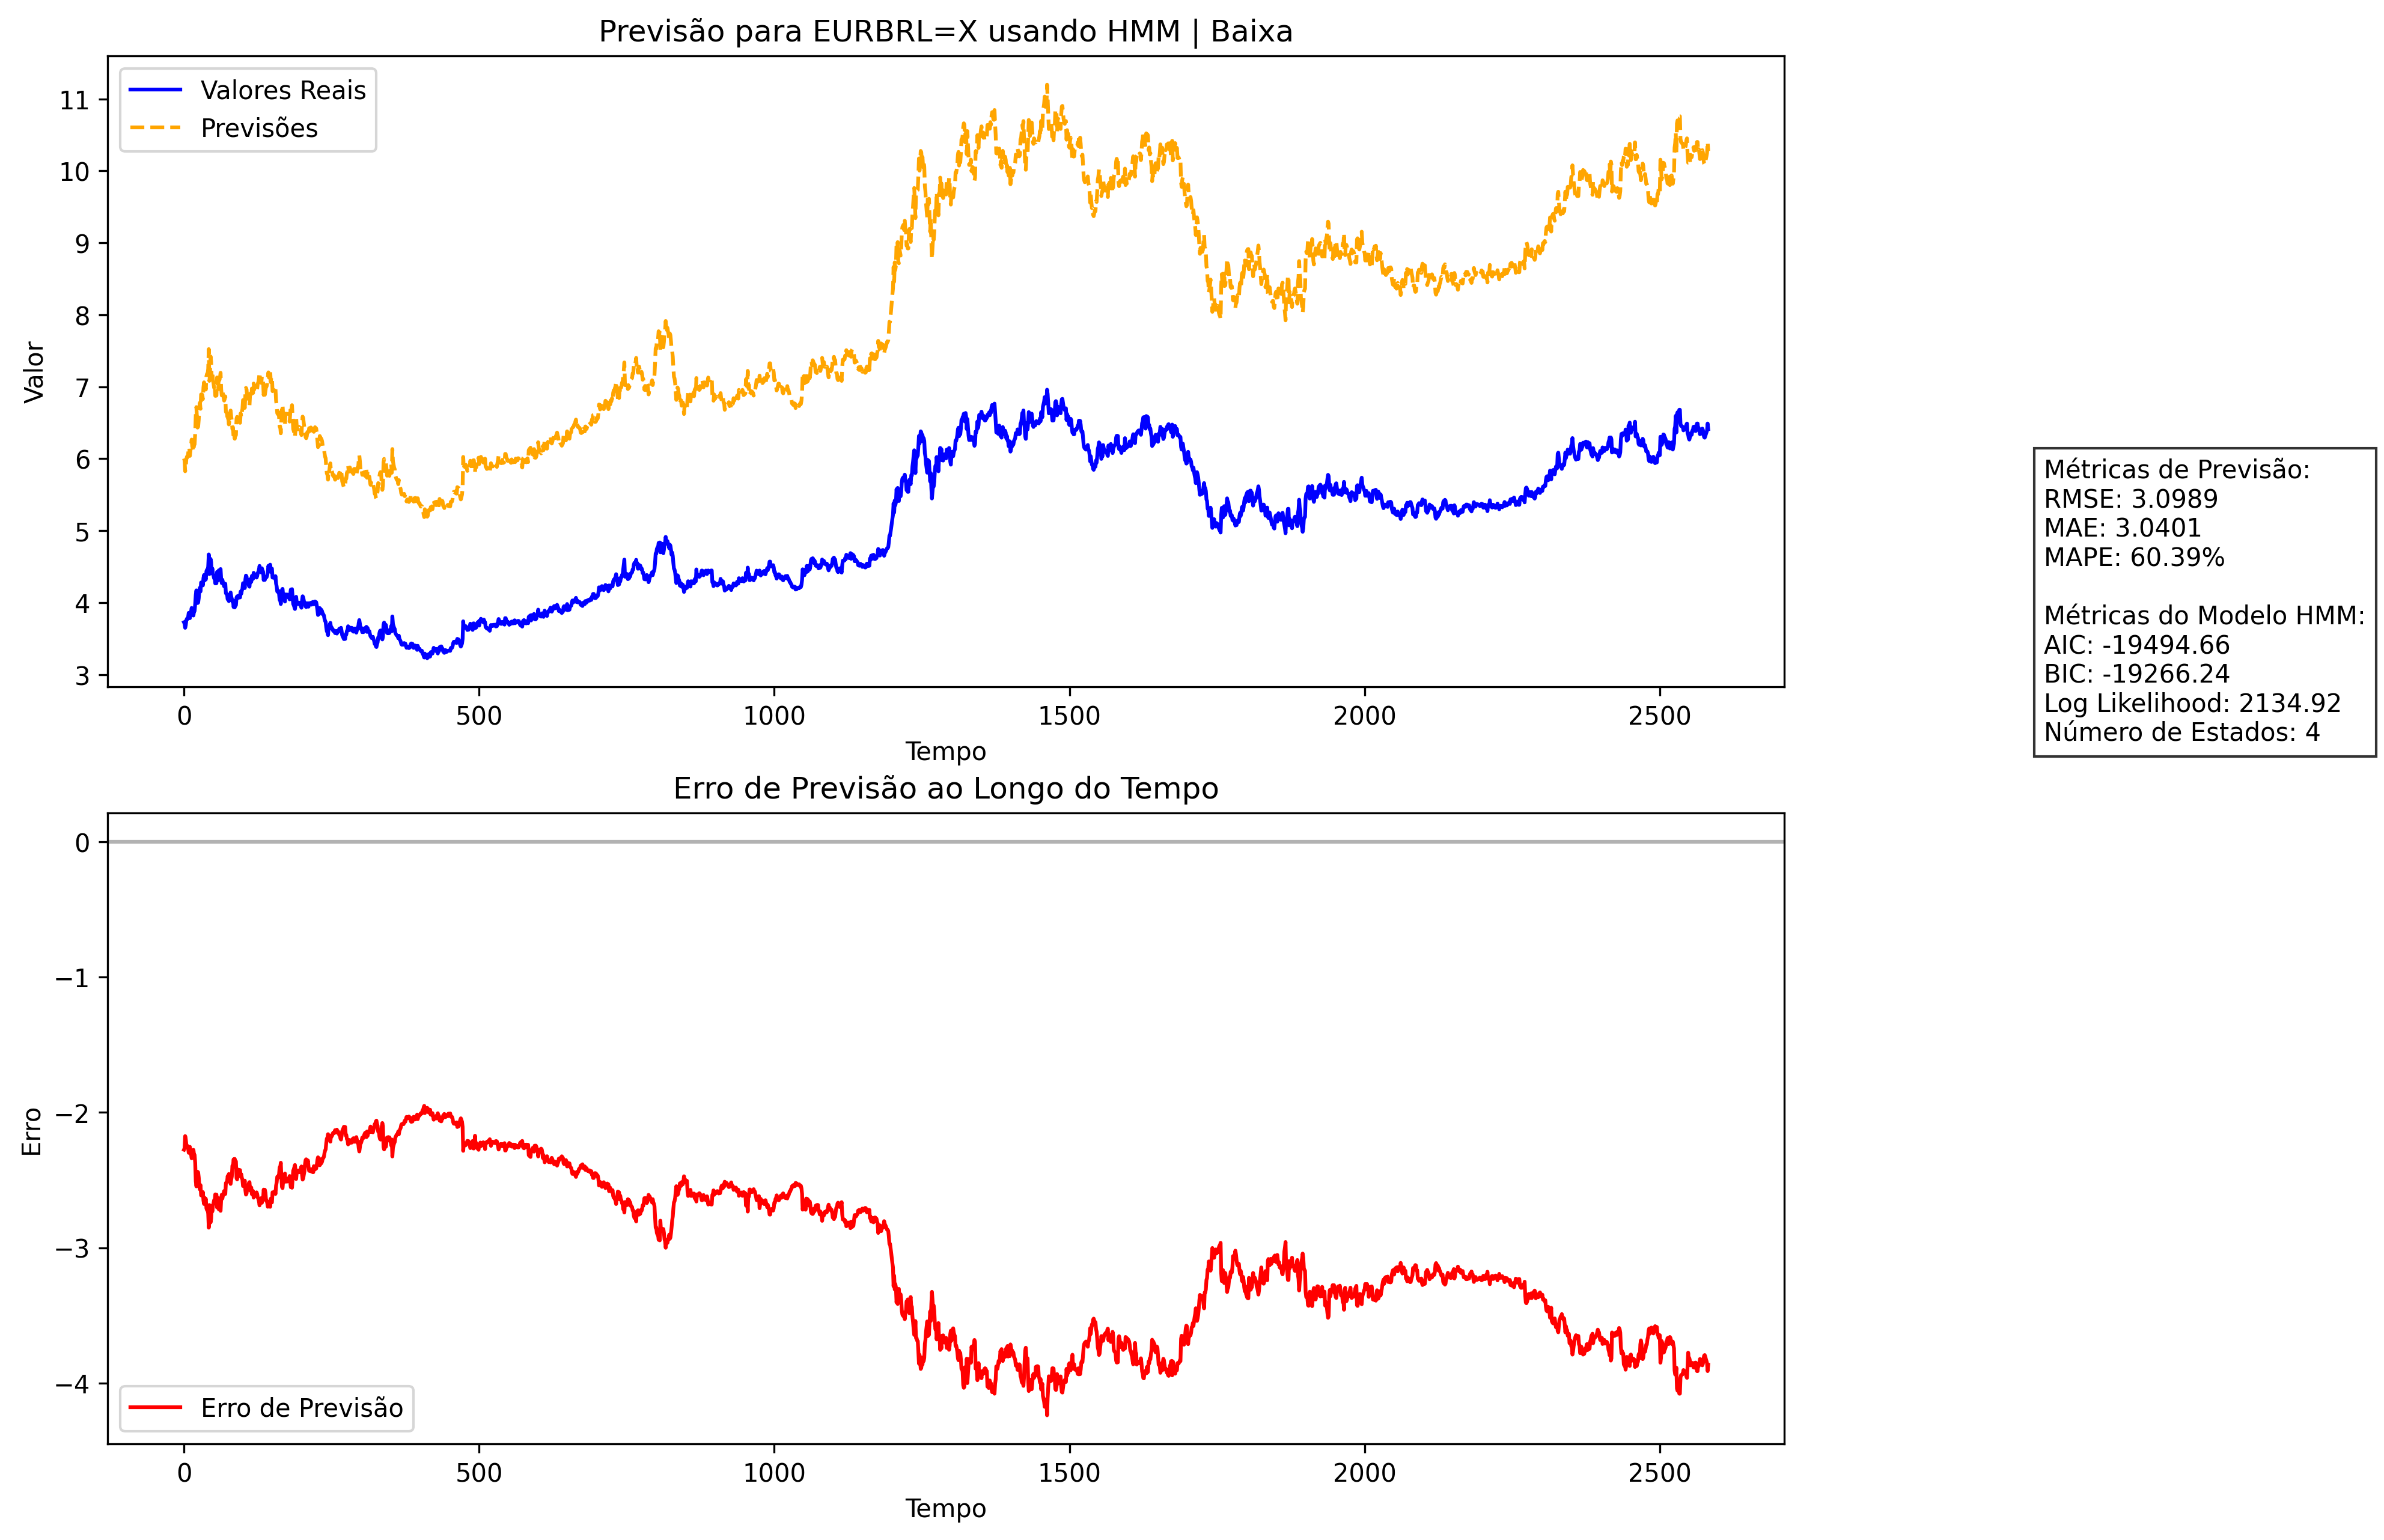 Previsão para EURBRL=X usando HMM | Baixa
Valores Reais
Previsões
Valor
11
10
9
8
7
6
5
4
3
0
500
1000
1500
2000
2500
Tempo
Métricas de Previsão:
RMSE: 3.0989
MAE: 3.0401
MAPE: 60.39%
Métricas do Modelo HMM:
AIC: -19494.66
BIC: -19266.24
Log Likelihood: 2134.92
Número de Estados: 4
Erro de Previsão ao Longo do Tempo
Erro
0
−1
−2
−3
−4
Erro de Previsão
0
500
1000
1500
2000
2500
Tempo